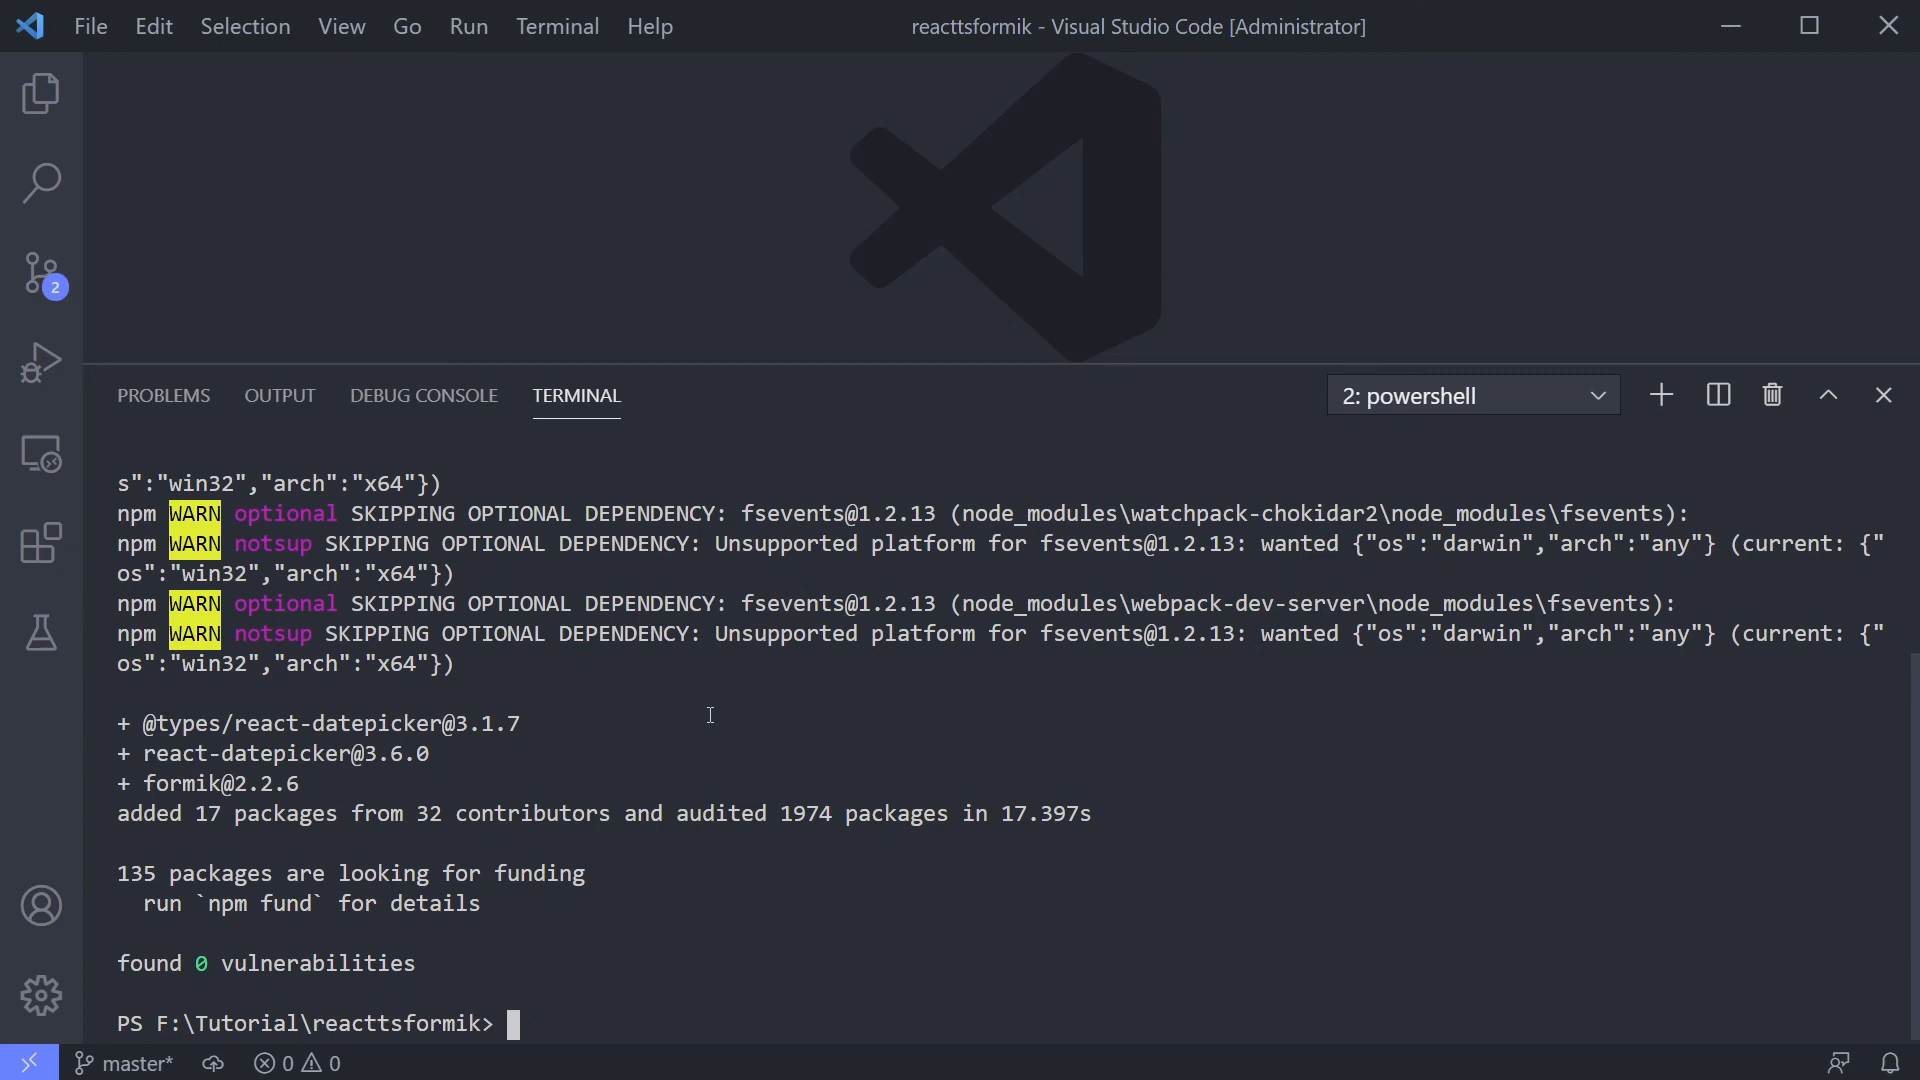 File Edit Selection View Go Run Terminal Help
reacttsformik - Visual Studio Code [Administrator]
2
PROBLEMS OUTPUT DEBUG CONSOLE TERMINAL
2: powershell
s":"win32","arch":"x64"})
npm WARN optional SKIPPING OPTIONAL DEPENDENCY: fsevents@1.2.13 (node_modules\watchpack-chokidar2\node_modules\fsevents):
npm WARN notsup SKIPPING OPTIONAL DEPENDENCY: Unsupported platform for fsevents@1.2.13: wanted {"os":"darwin","arch":"any"} (current: {"
os":"win32","arch":"x64"})
npm WARN optional SKIPPING OPTIONAL DEPENDENCY: fsevents@1.2.13 (node_modules\webpack-dev-server\node_modules\fsevents):
npm WARN notsup SKIPPING OPTIONAL DEPENDENCY: Unsupported platform for fsevents@1.2.13: wanted {"os":"darwin","arch":"any"} (current: {"
os":"win32","arch":"x64"})
+ @types/react-datepicker@3.1.7
+ react-datepicker@3.6.0
+ formik@2.2.6
added 17 packages from 32 contributors and audited 1974 packages in 17.397s
135 packages are looking for funding
run `npm fund` for details
found 0 vulnerabilities
PS F:\Tutorial\reacttsformik>
master* 0 0